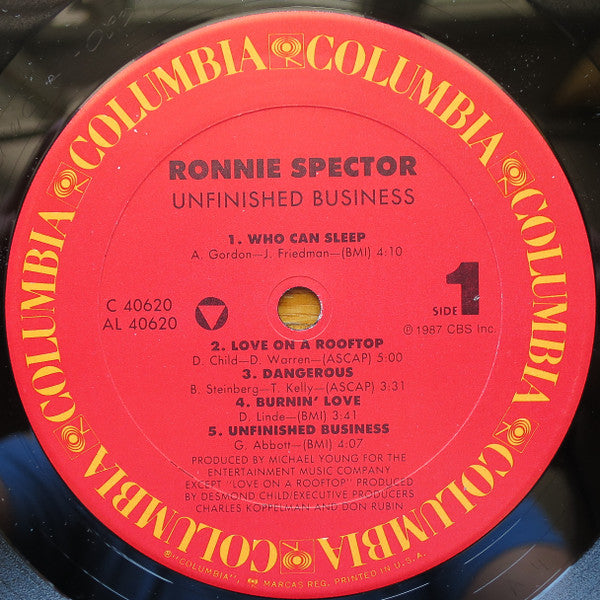 COLUMBIA COLUMBIA COLUMBIA COLUMBIA COLUMBIA COLUMBIA
RONNIE SPECTOR
UNFINISHED BUSINESS
1. WHO CAN SLEEP
A. Gordon—J. Friedman—(BMI) 4:10
C 40620
AL 40620
SIDE 1
© 1987 CBS Inc.
2. LOVE ON A ROOFTOP
D. Child—D. Warren—(ASCAP) 5:00
3. DANGEROUS
B. Steinberg—T. Kelly—(ASCAP) 3:31
4. BURNIN' LOVE
D. Linde—(BMI) 3:41
5. UNFINISHED BUSINESS
G. Abbott—(BMI) 4:07
PRODUCED BY MICHAEL YOUNG FOR THE
ENTERTAINMENT MUSIC COMPANY
EXCEPT "LOVE ON A ROOFTOP" PRODUCED
BY DESMOND CHILD/EXECUTIVE PRODUCERS
CHARLES KOPPELMAN AND DON RUBIN
®"COLUMBIA", MARCAS REG. PRINTED IN U.S.A.